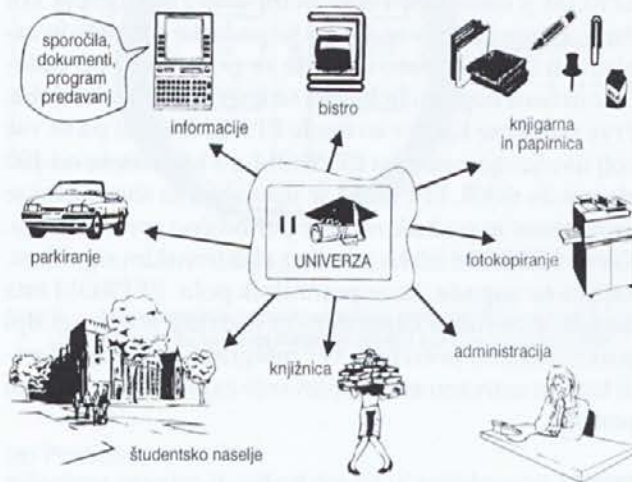 sporočila,
dokumenti,
program
predavanj
informacije
bistro
knjigarna
in papirnica
parkiranje
UNIVERZA
fotokopiranje
knjižnica
administracija
študentsko naselje